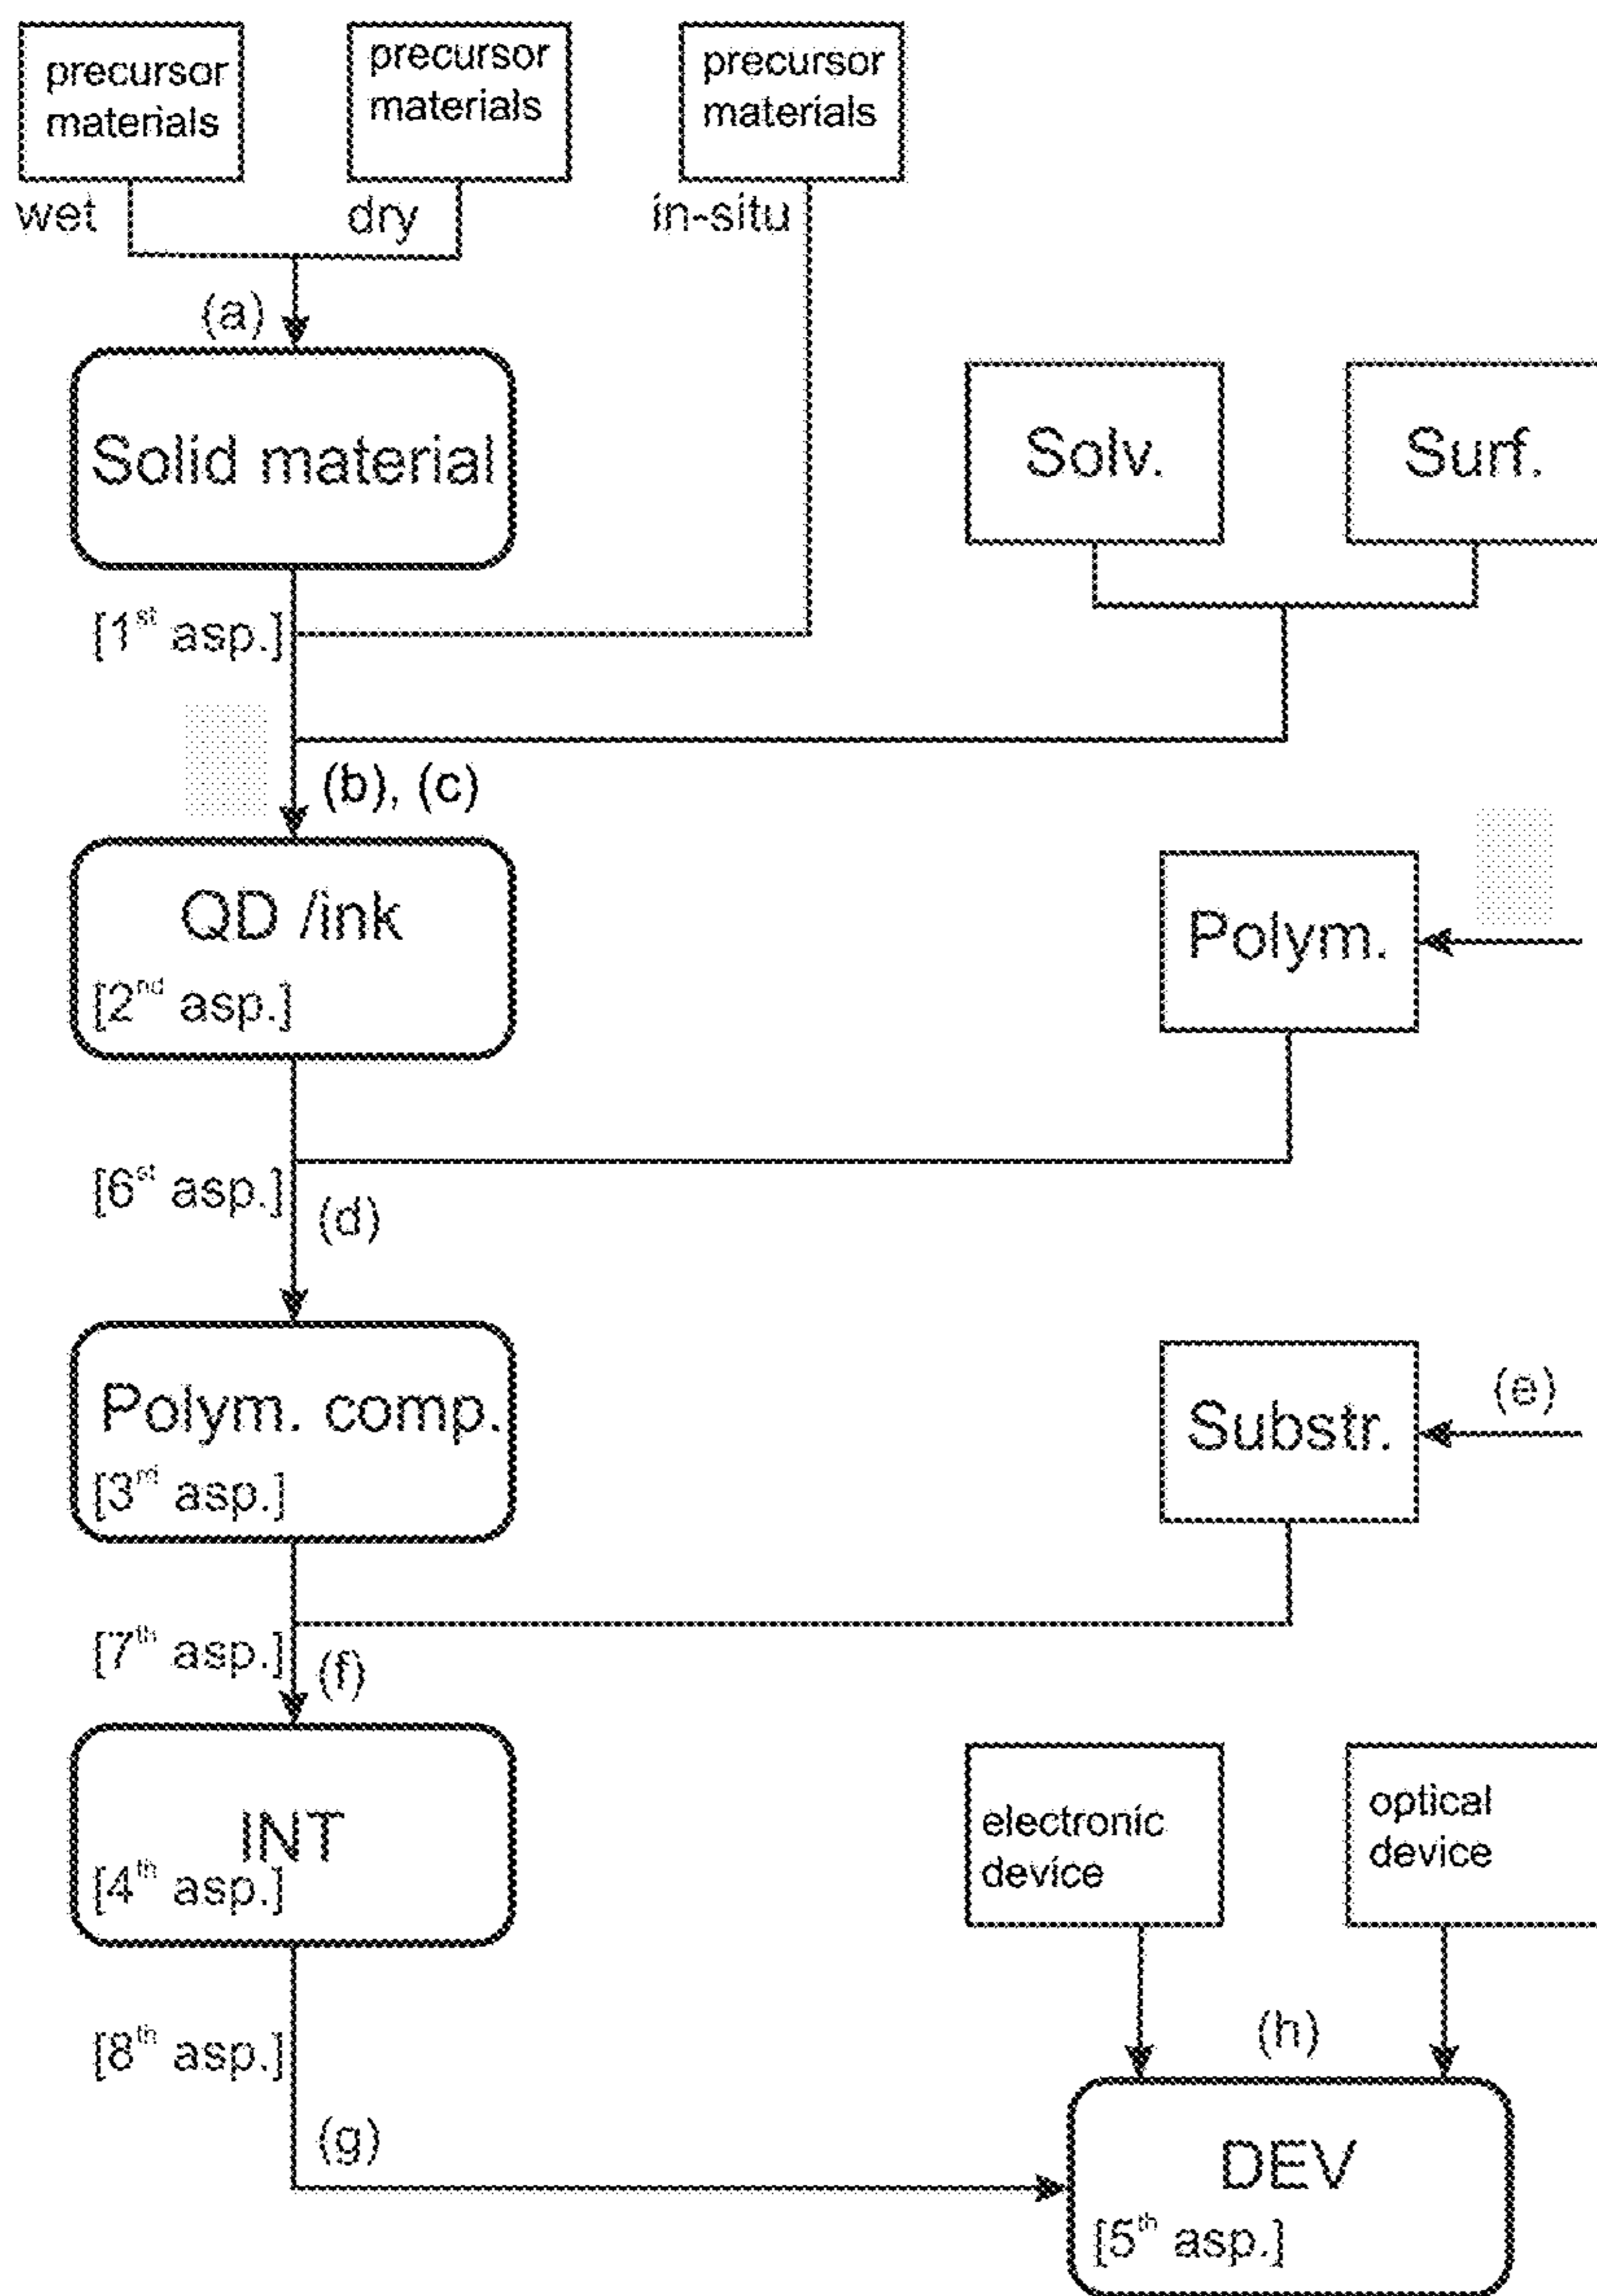 precursor
materials
precursor
materials
precursor
materials
wet
dry
in-situ
(a)
Solid material
Solv.
Surf.
[1st asp.]
(b), (c)
QD /ink
[2nd asp.]
Polym.
[6st asp.]
(d)
Polym. comp.
[3rd asp.]
Substr.
(e)
[7th asp.]
(f)
INT
[4th asp.]
electronic
device
optical
device
[8th asp.]
(g)
(h)
DEV
[5th asp.]